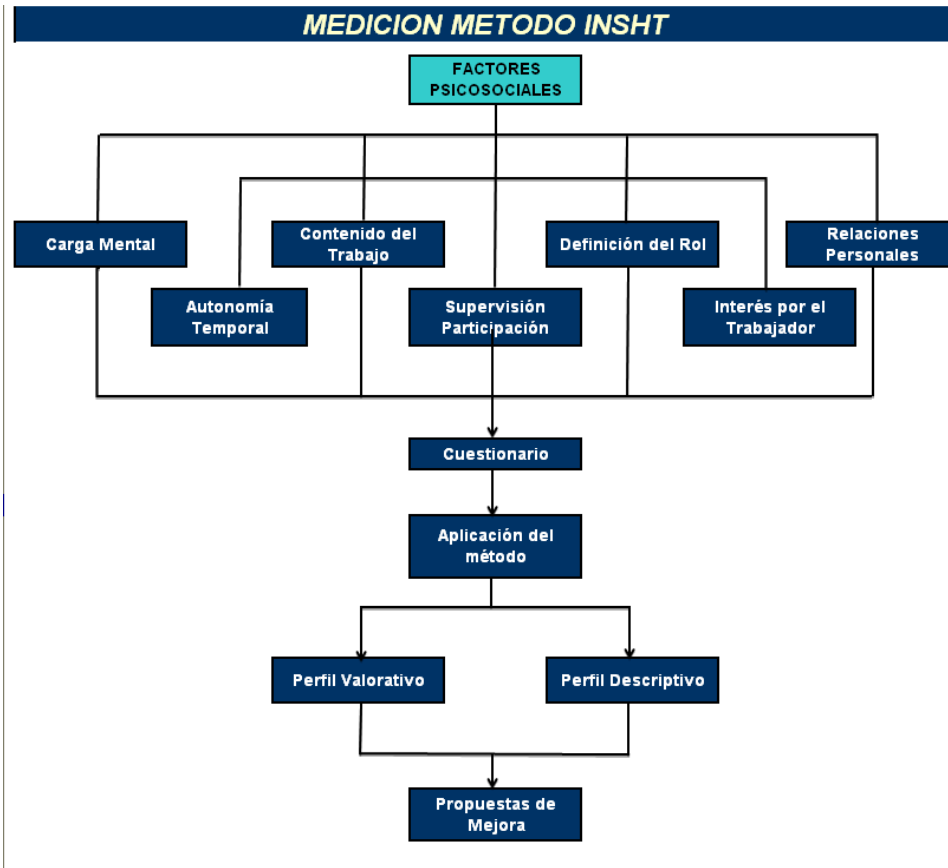 MEDICION METODO INSHT
FACTORES
PSICOSOCIALES
Carga Mental
Contenido del
Trabajo
Definición del Rol
Relaciones
Personales
Autonomía
Temporal
Supervisión
Participación
Interés por el
Trabajador
Cuestionario
Aplicación del
método
Perfil Valorativo
Perfil Descriptivo
Propuestas de
Mejora